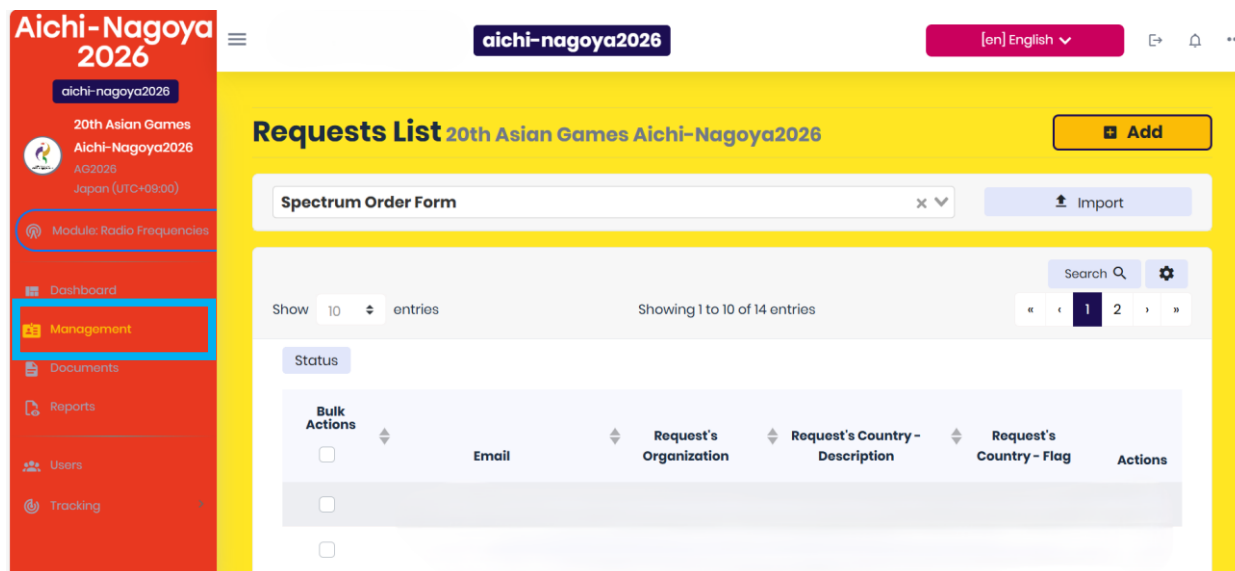 Aichi-Nagoya
2026
aichi-nagoya2026
20th Asian Games
Aichi-Nagoya2026
AG2026
Japan (UTC+09:00)
Module: Radio Frequencies
Dashboard
Management
Documents
Reports
Users
Tracking
aichi-nagoya2026
[en] English
Requests List 20th Asian Games Aichi-Nagoya2026
Add
Spectrum Order Form
Import
Search
Show 10 entries
Showing 1 to 10 of 14 entries
« ‹ 1 2 › »
Status
Bulk
Actions
Email
Request's
Organization
Request's Country -
Description
Request's
Country - Flag
Actions